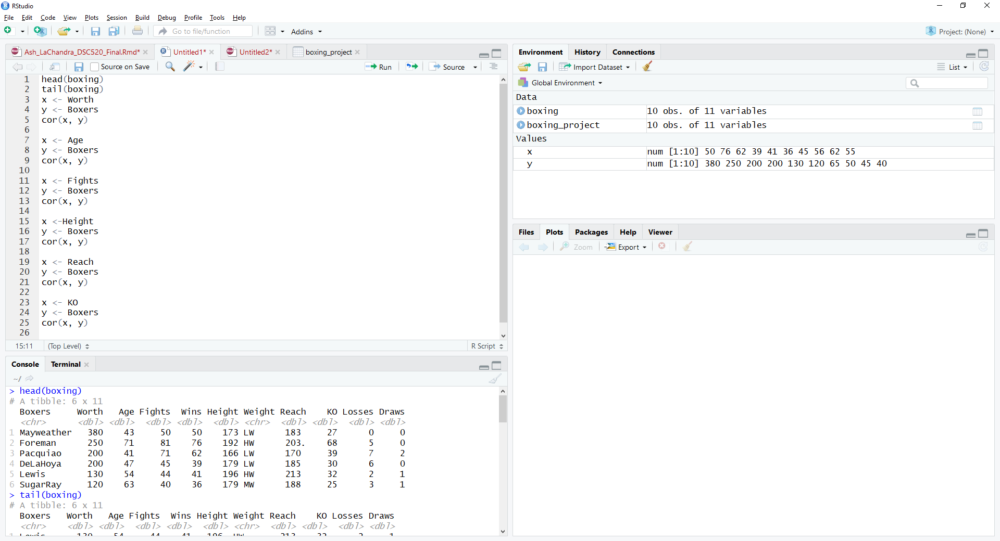 RStudio
File Edit Code View Plots Session Build Debug Profile Tools Help
Go to file/function Addins Project: (None)
Ash_LaChandra_DSC520_Final.Rmd* Untitled1* Untitled2* boxing_project
Source on Save Run Source
1 head(boxing)
2 tail(boxing)
3 x <- Worth
4 y <- Boxers
5 cor(x, y)
6
7 x <- Age
8 y <- Boxers
9 cor(x, y)
10
11 x <- Fights
12 y <- Boxers
13 cor(x, y)
14
15 x <-Height
16 y <- Boxers
17 cor(x, y)
18
19 x <- Reach
20 y <- Boxers
21 cor(x, y)
22
23 x <- KO
24 y <- Boxers
25 cor(x, y)
26
15:11 (Top Level) R Script
Console Terminal
~/
> head(boxing)
# A tibble: 6 x 11
Boxers Worth Age Fights Wins Height Weight Reach KO Losses Draws
<chr> <dbl> <dbl> <dbl> <dbl> <dbl> <chr> <dbl> <dbl> <dbl> <dbl>
1 Mayweather 380 43 50 50 173 LW 183 27 0 0
2 Foreman 250 71 81 76 192 HW 203. 68 5 0
3 Pacquiao 200 41 71 62 166 LW 170 39 7 2
4 DeLaHoya 200 47 45 39 179 LW 185 30 6 0
5 Lewis 130 54 44 41 196 HW 213 32 2 1
6 SugarRay 120 63 40 36 179 MW 188 25 3 1
> tail(boxing)
# A tibble: 6 x 11
Boxers Worth Age Fights Wins Height Weight Reach KO Losses Draws
<chr> <dbl> <dbl> <dbl> <dbl> <dbl> <chr> <dbl> <dbl> <dbl> <dbl>
1 Lewis 130 54 44 41 196 HW 213 32 2 1
Environment History Connections
Import Dataset List
Global Environment
Data
boxing 10 obs. of 11 variables
boxing_project 10 obs. of 11 variables
Values
x num [1:10] 50 76 62 39 41 36 45 56 62 55
y num [1:10] 380 250 200 200 130 120 65 50 45 40
Files Plots Packages Help Viewer
Zoom Export